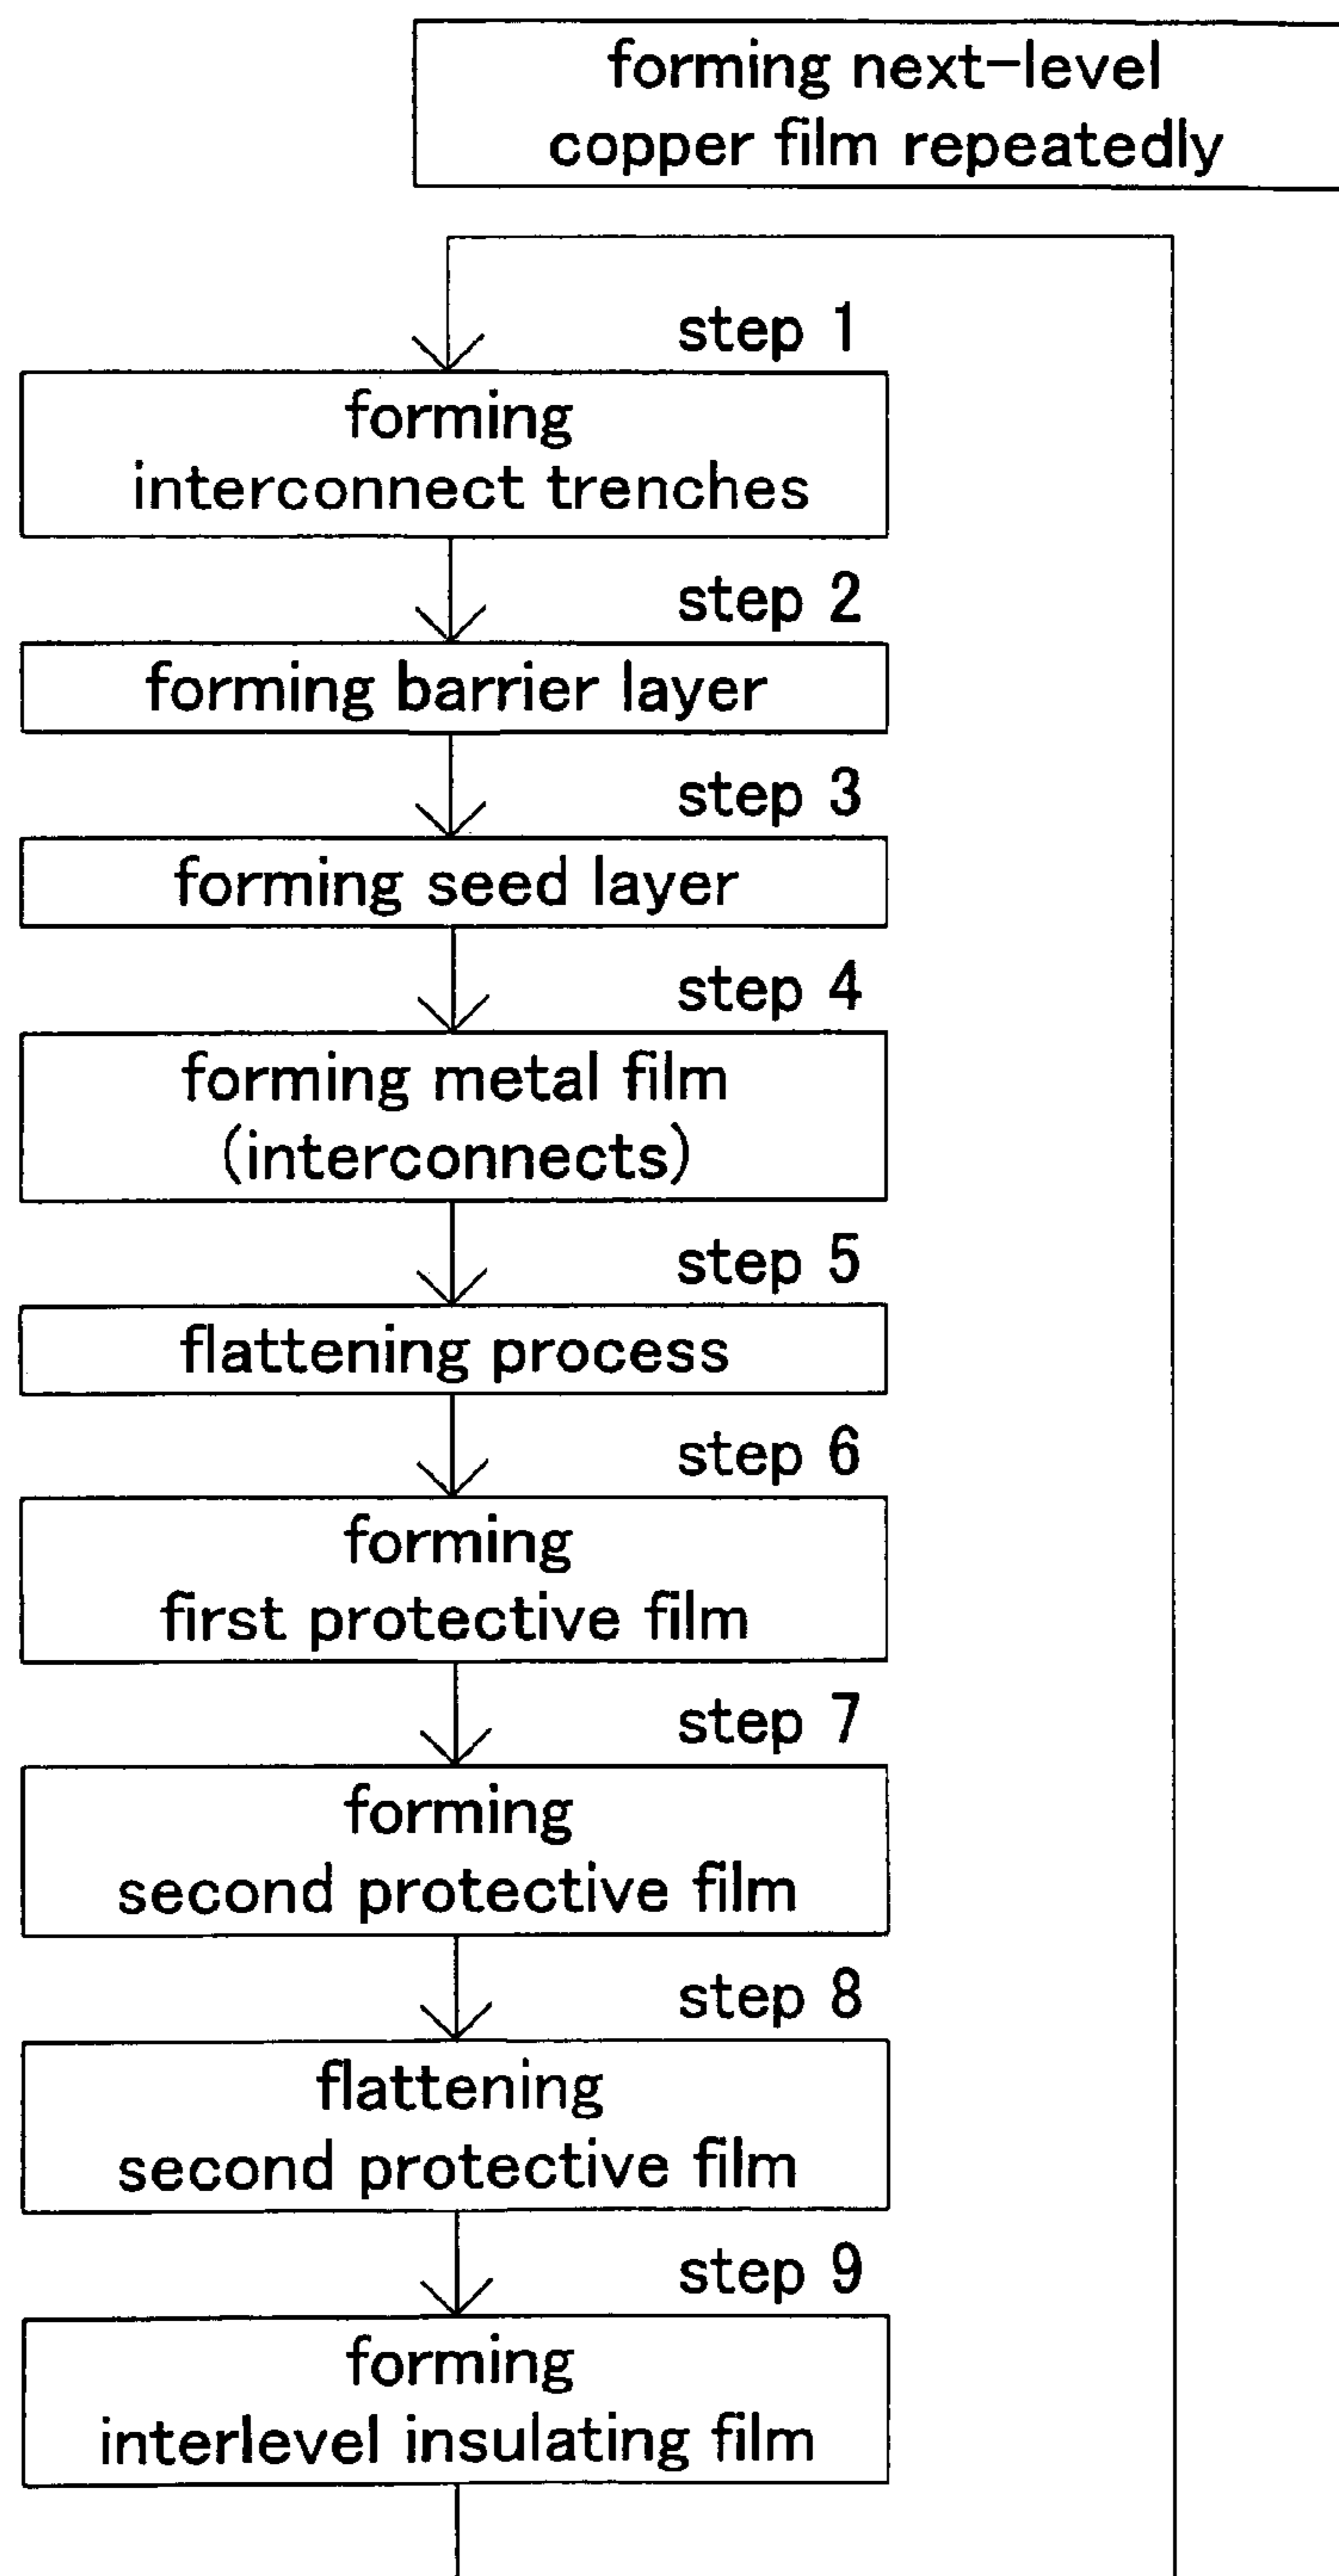 forming next-level
copper film repeatedly
step 1
forming
interconnect trenches
step 2
forming barrier layer
step 3
forming seed layer
step 4
forming metal film
(interconnects)
step 5
flattening process
step 6
forming
first protective film
step 7
forming
second protective film
step 8
flattening
second protective film
step 9
forming
interlevel insulating film